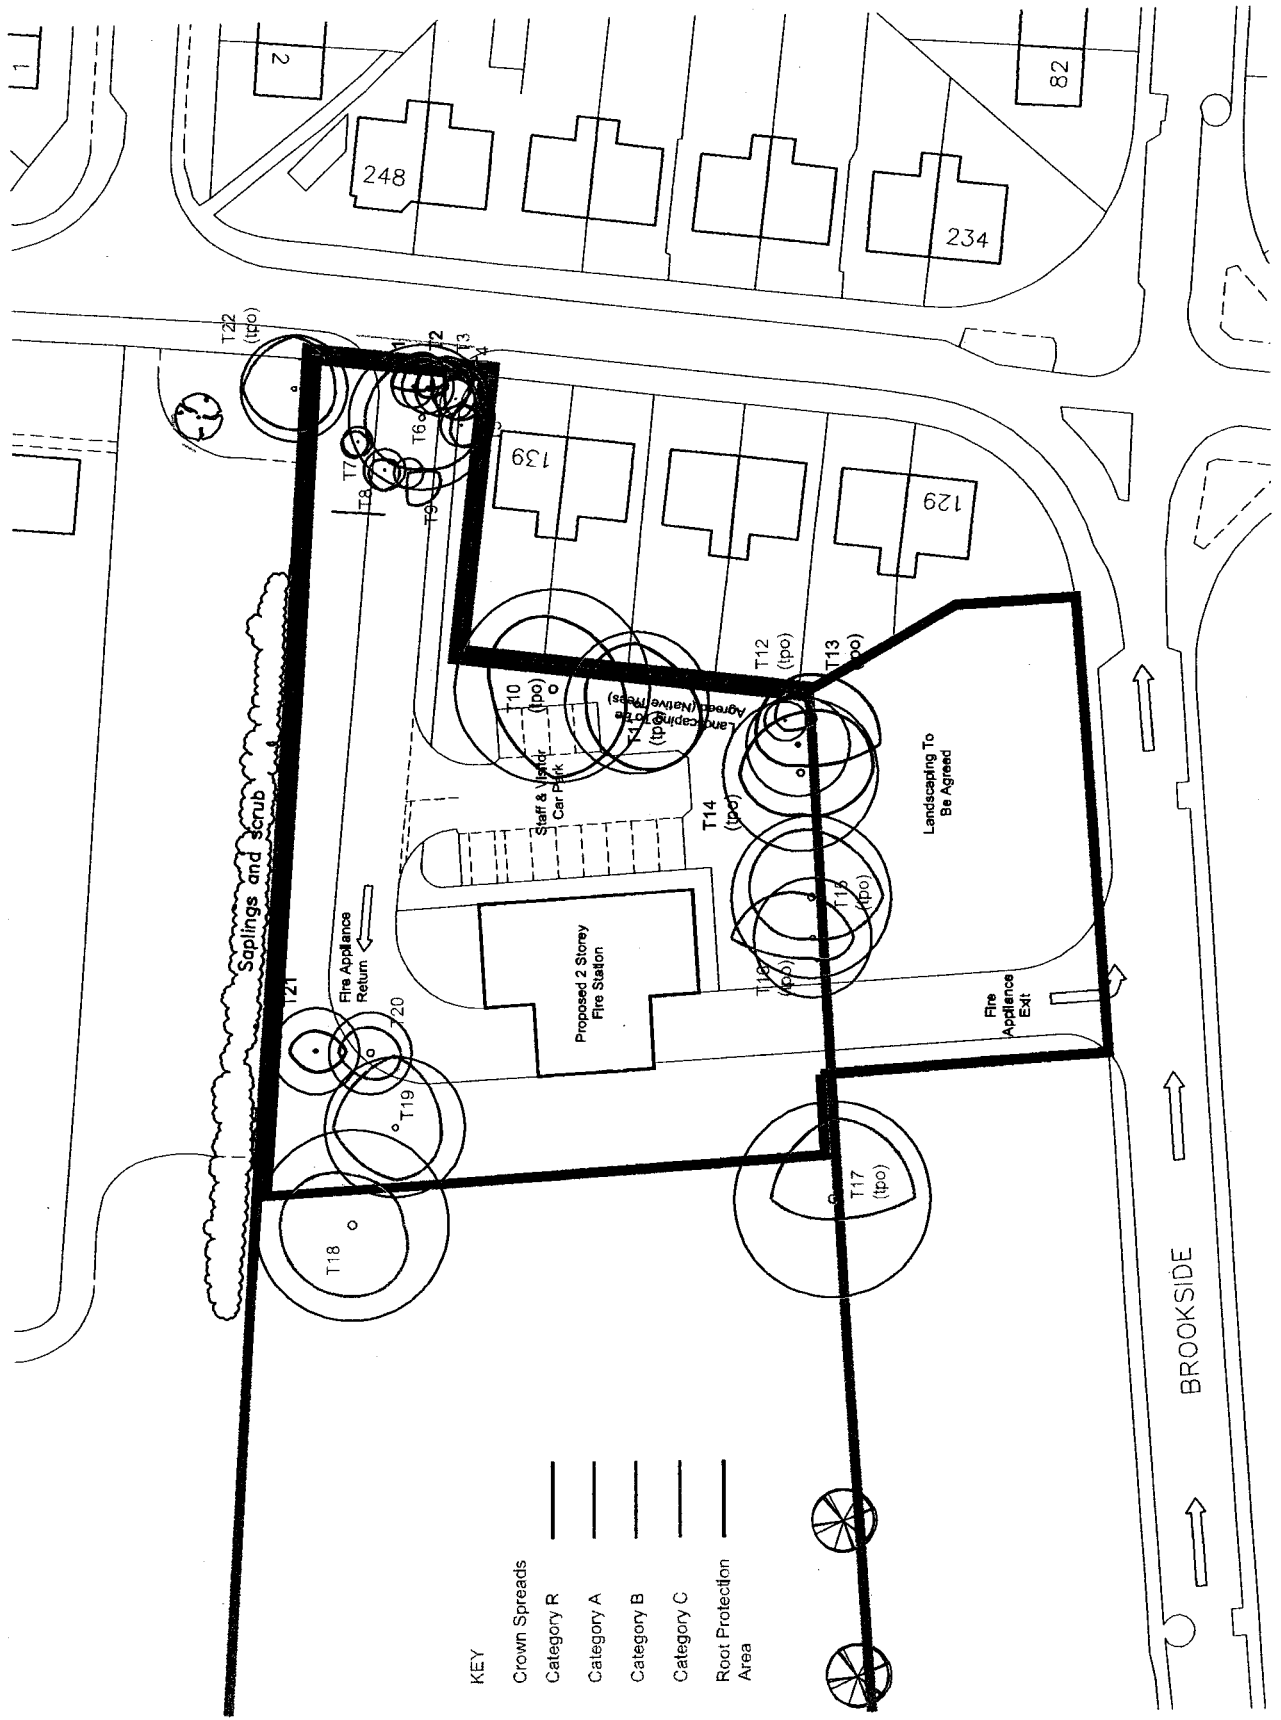 1
2
248
82
234
T22
(tpo)
T2
T3
T6
T7
T8
T9
139
129
Saplings and scrub
T10
(tpo)
Landscaping To Be
Agreed (Native Trees)
T12
(tpo)
T13
T14
(tpo)
Staff & Visitor
Car Park
Landscaping To
Be Agreed
T15
(tpo)
T16
(tpo)
Fire Appliance
Return
Proposed 2 Storey
Fire Station
Fire
Appliance
Exit
T21
T20
T19
T18
T17
(tpo)
BROOKSIDE
KEY
Crown Spreads
Category R
Category A
Category B
Category C
Root Protection
Area